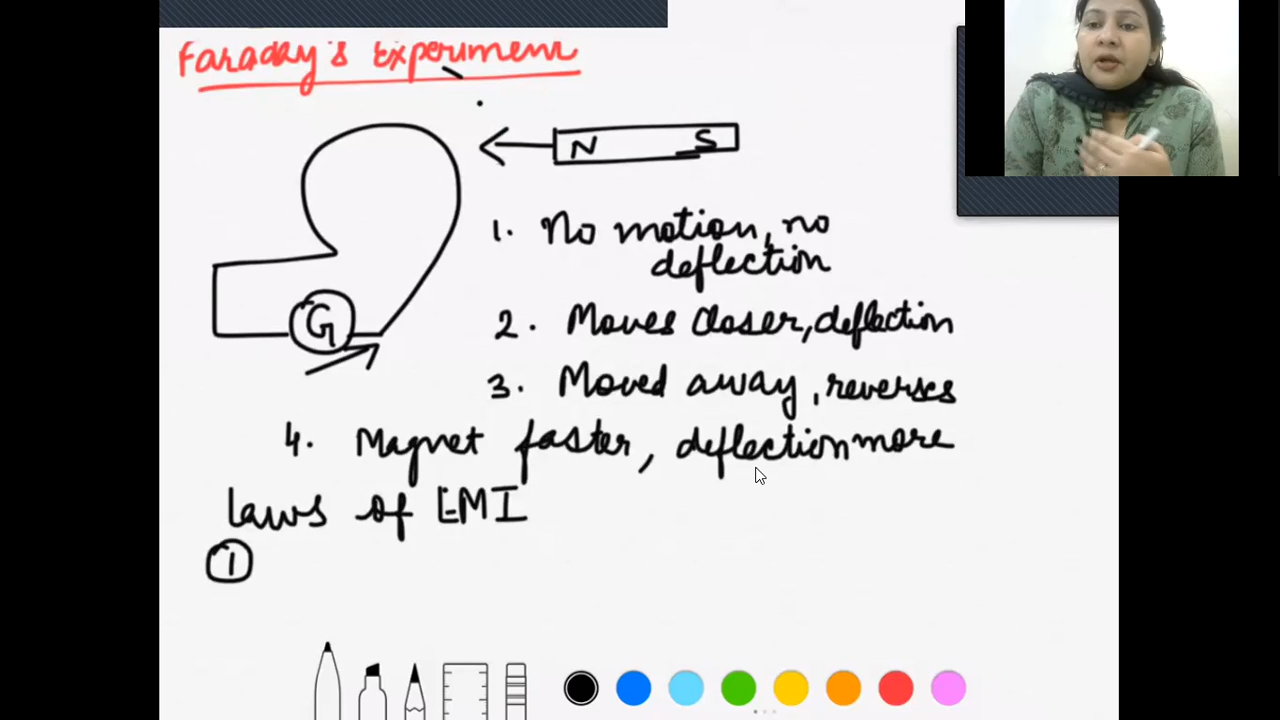 Faraday's Experiment
N S
1. No motion, no
deflection
2. Moves closer, deflection
G
3. Moved away, reverses
4. Magnet faster, deflection more
Laws of EMI
1